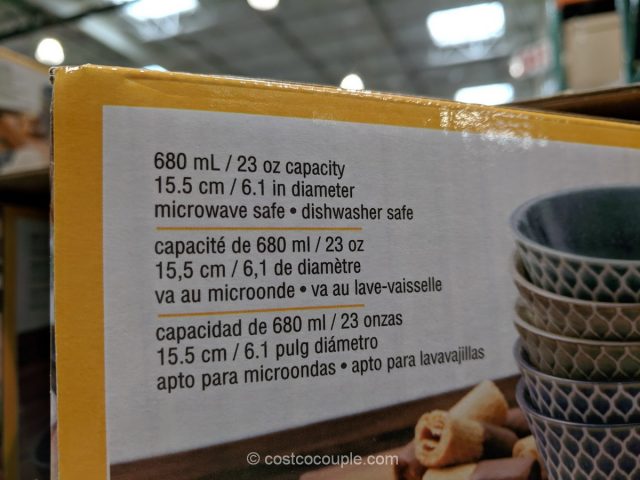 680 mL / 23 oz capacity
15.5 cm / 6.1 in diameter
microwave safe • dishwasher safe
capacité de 680 ml / 23 oz
15,5 cm / 6,1 de diamètre
va au microonde • va au lave-vaisselle
capacidad de 680 ml / 23 onzas
15.5 cm / 6.1 pulg diámetro
apto para microondas • apto para lavavajillas
© costcocouple.com